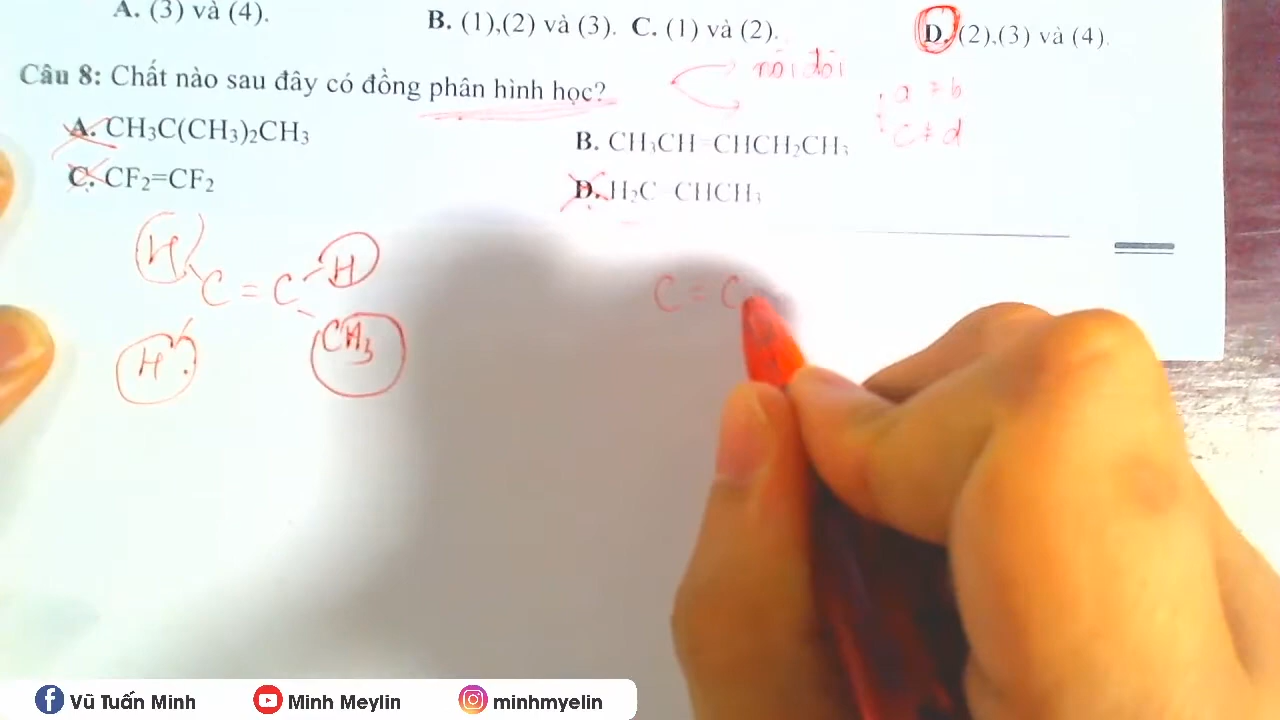 A. (3) và (4). B. (1),(2) và (3). C. (1) và (2). D. (2),(3) và (4).
Câu 8: Chất nào sau đây có đồng phân hình học?
nối đôi
a ≠ b
c ≠ d
A. CH₃C(CH₃)₂CH₃ B. CH₃CH=CHCH₂CH₃
C. CF₂=CF₂ D. H₂C=CHCH₃
H H
C = C
H CH₃
C = C
Vũ Tuấn Minh Minh Meylin minhmyelin